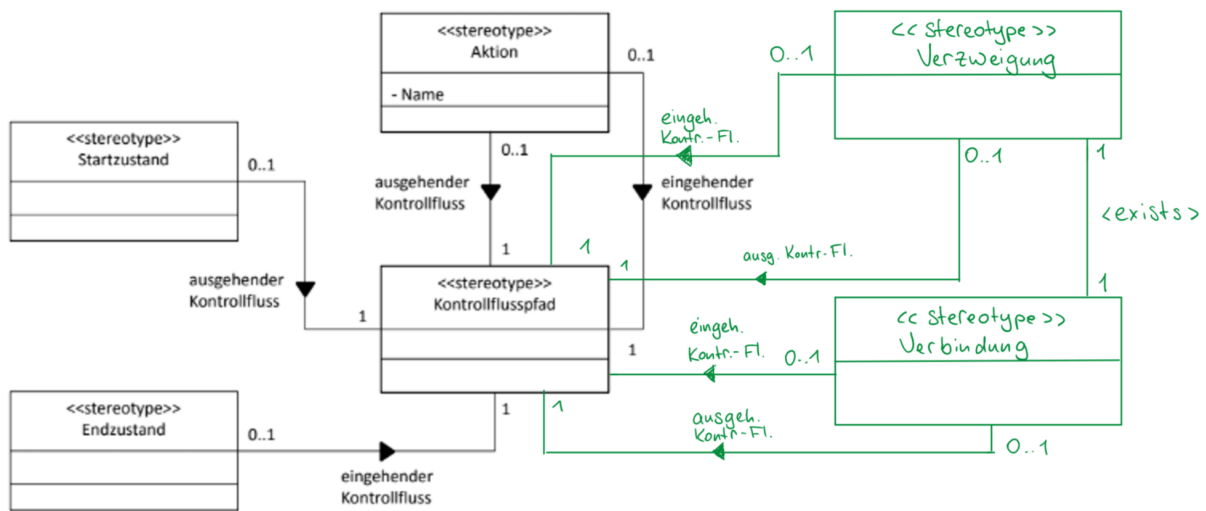 <<stereotype>>
Aktion
- Name
0..1
0..1
<<stereotype>>
Startzustand
0..1
ausgehender
Kontrollfluss
eingehender
Kontrollfluss
1
ausgehender
Kontrollfluss
1
<<stereotype>>
Kontrollflusspfad
1
<<stereotype>>
Endzustand
0..1
1
eingehender
Kontrollfluss
<< Stereotype >>
Verzweigung
0..1
eingeh.
Kontr.-Fl.
1
0..1
1
ausg. Kontr-Fl.
1
<exists>
1
<< Stereotype >>
Verbindung
eingeh.
Kontr.-Fl.
0..1
1
ausgeh.
Kontr-Fl.
0..1